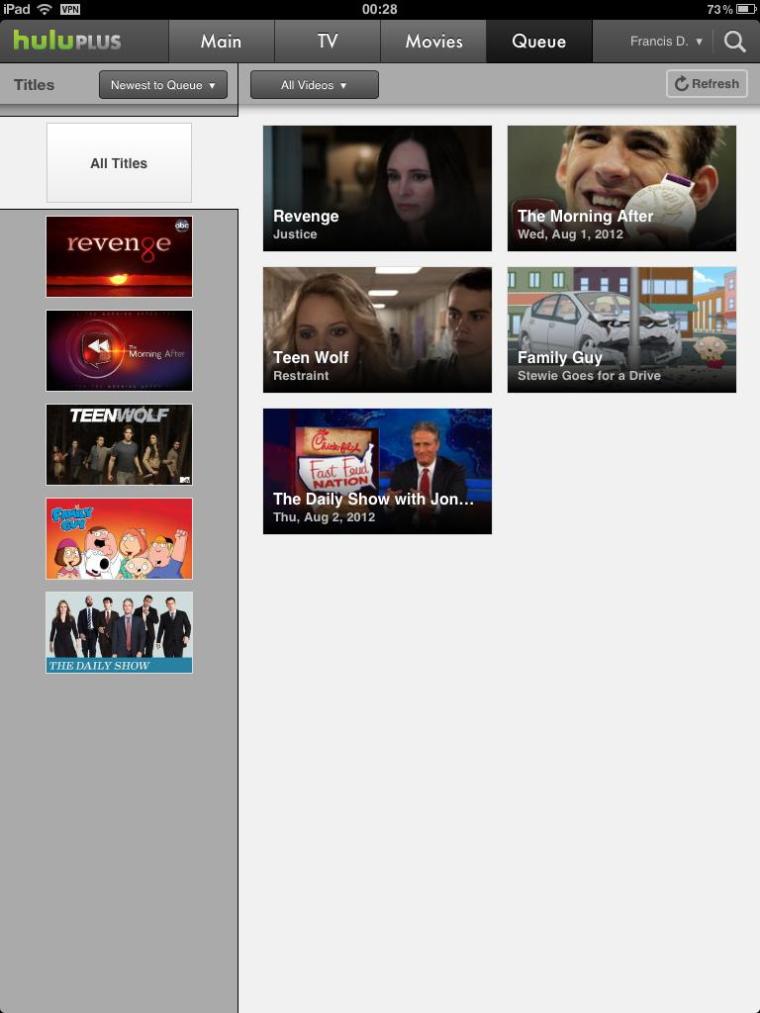 iPad VPN 00:28 73%
huluPLUS Main TV Movies Queue Francis D. ▼
Titles Newest to Queue ▼ All Videos ▼ Refresh
All Titles
revenge
abc
The
Morning After
TEENWOLF
FAMILY
GUY
THE DAILY SHOW
Revenge
Justice
The Morning After
Wed, Aug 1, 2012
Teen Wolf
Restraint
Family Guy
Stewie Goes for a Drive
Chick-fil-A
Fast Feud
NATION
The Daily Show with Jon…
Thu, Aug 2, 2012